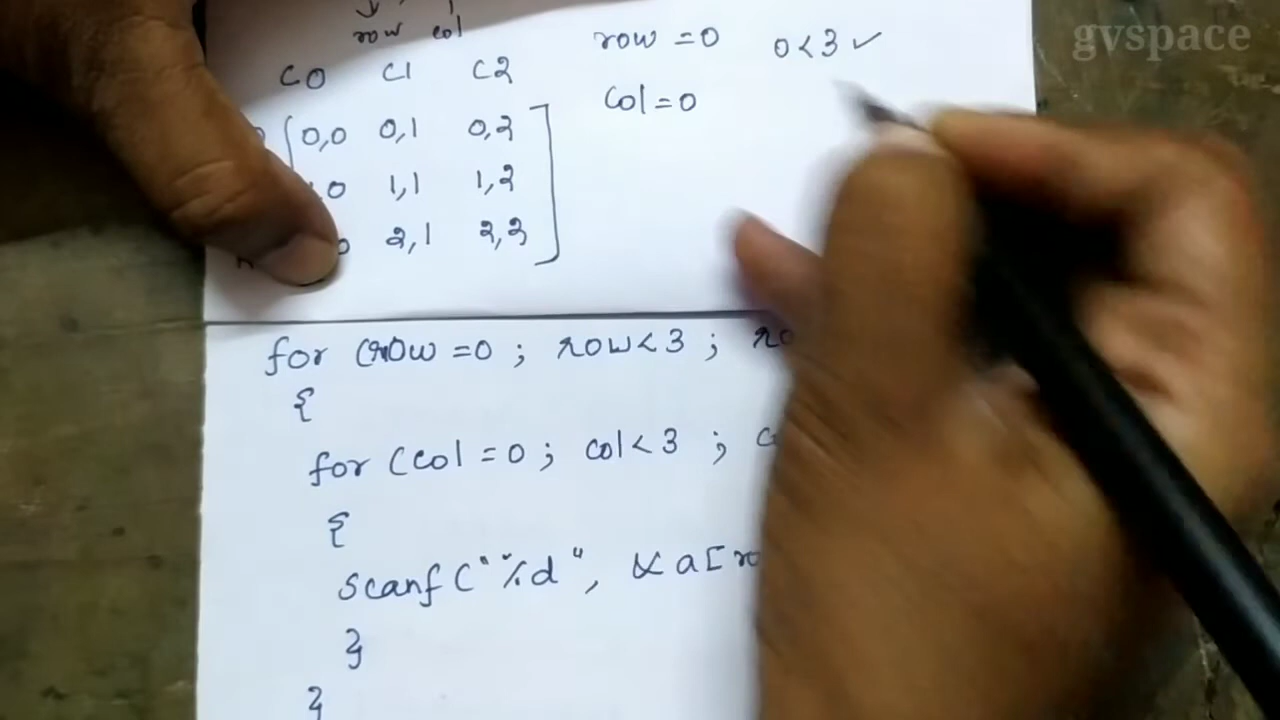 gvspace
row col
C0 C1 C2
0,0 0,1 0,2
0 1,1 1,2
2,1 2,2
row =0 0<3 ✓
Col=0
for (row =0 ; row<3 ;
{
for (col =0 ; col<3 ;
{
scanf ("%d", & a[
}
}